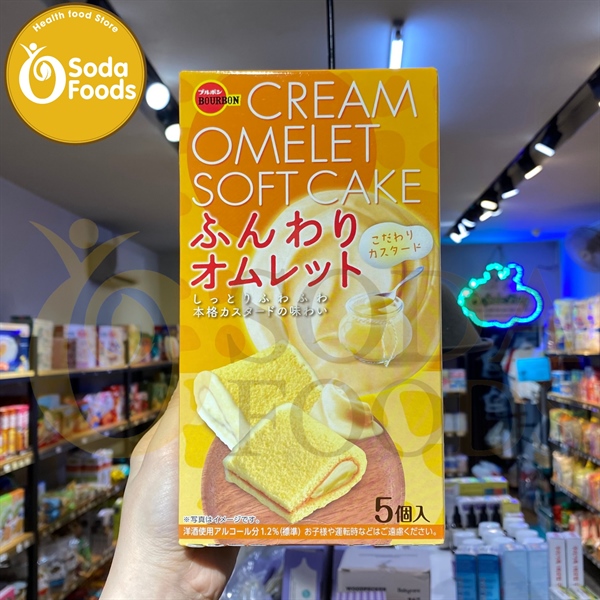 Health food Store
Soda
Foods
ブルボン
BOURBON
CREAM
OMELET
SOFT CAKE
ふんわり
オムレット
こだわり
カスタード
しっとりふわふわ
本格カスタードの味わい
SODA
FOOD
5個入
※写真はイメージです。
洋酒使用アルコール分1.2%(標準) お子様や運転時などはご遠慮ください。